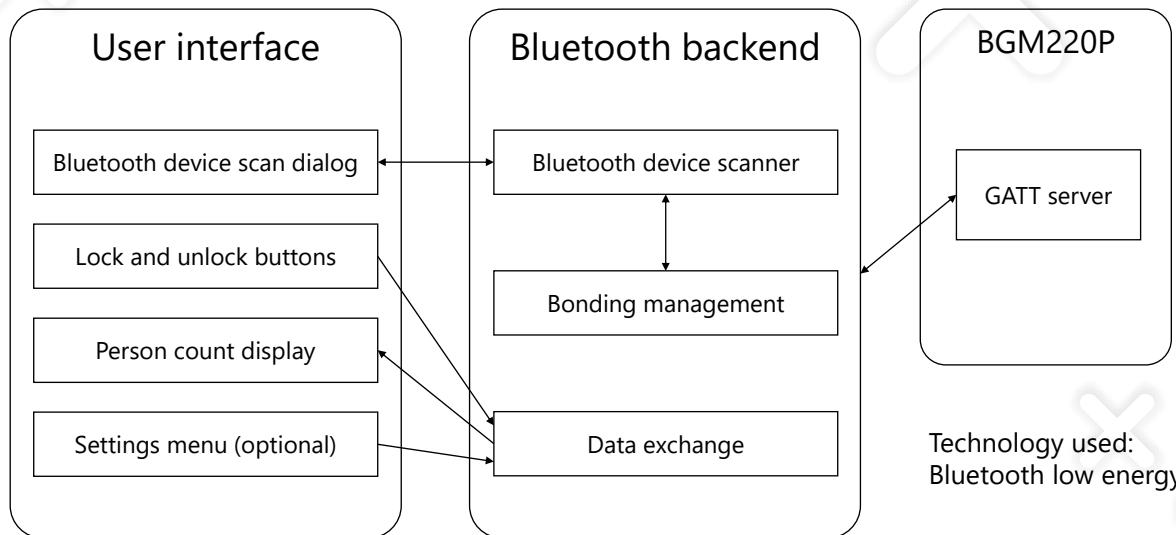 User interface
Bluetooth device scan dialog
Lock and unlock buttons
Person count display
Settings menu (optional)
Bluetooth backend
Bluetooth device scanner
Bonding management
Data exchange
BGM220P
GATT server
Technology used:
Bluetooth low energy